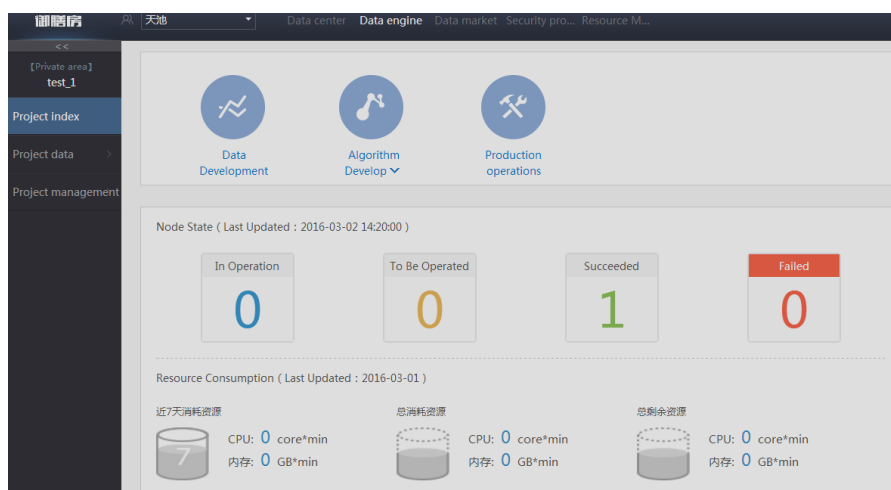 御膳房 天池 Data center Data engine Data market Security pro... Resource M...
<<
【Private area】
test_1
Project Index
Project data >
Project management
Data
Development
Algorithm
Develop
Production
operations
Node State ( Last Updated : 2016-03-02 14:20:00 )
In Operation To Be Operated Succeeded Failed
0 0 1 0
Resource Consumption ( Last Updated : 2016-03-01 )
近7天消耗资源 总消耗资源 总剩余资源
7
CPU: 0 core*min CPU: 0 core*min CPU: 0 core*min
内存: 0 GB*min 内存: 0 GB*min 内存: 0 GB*min